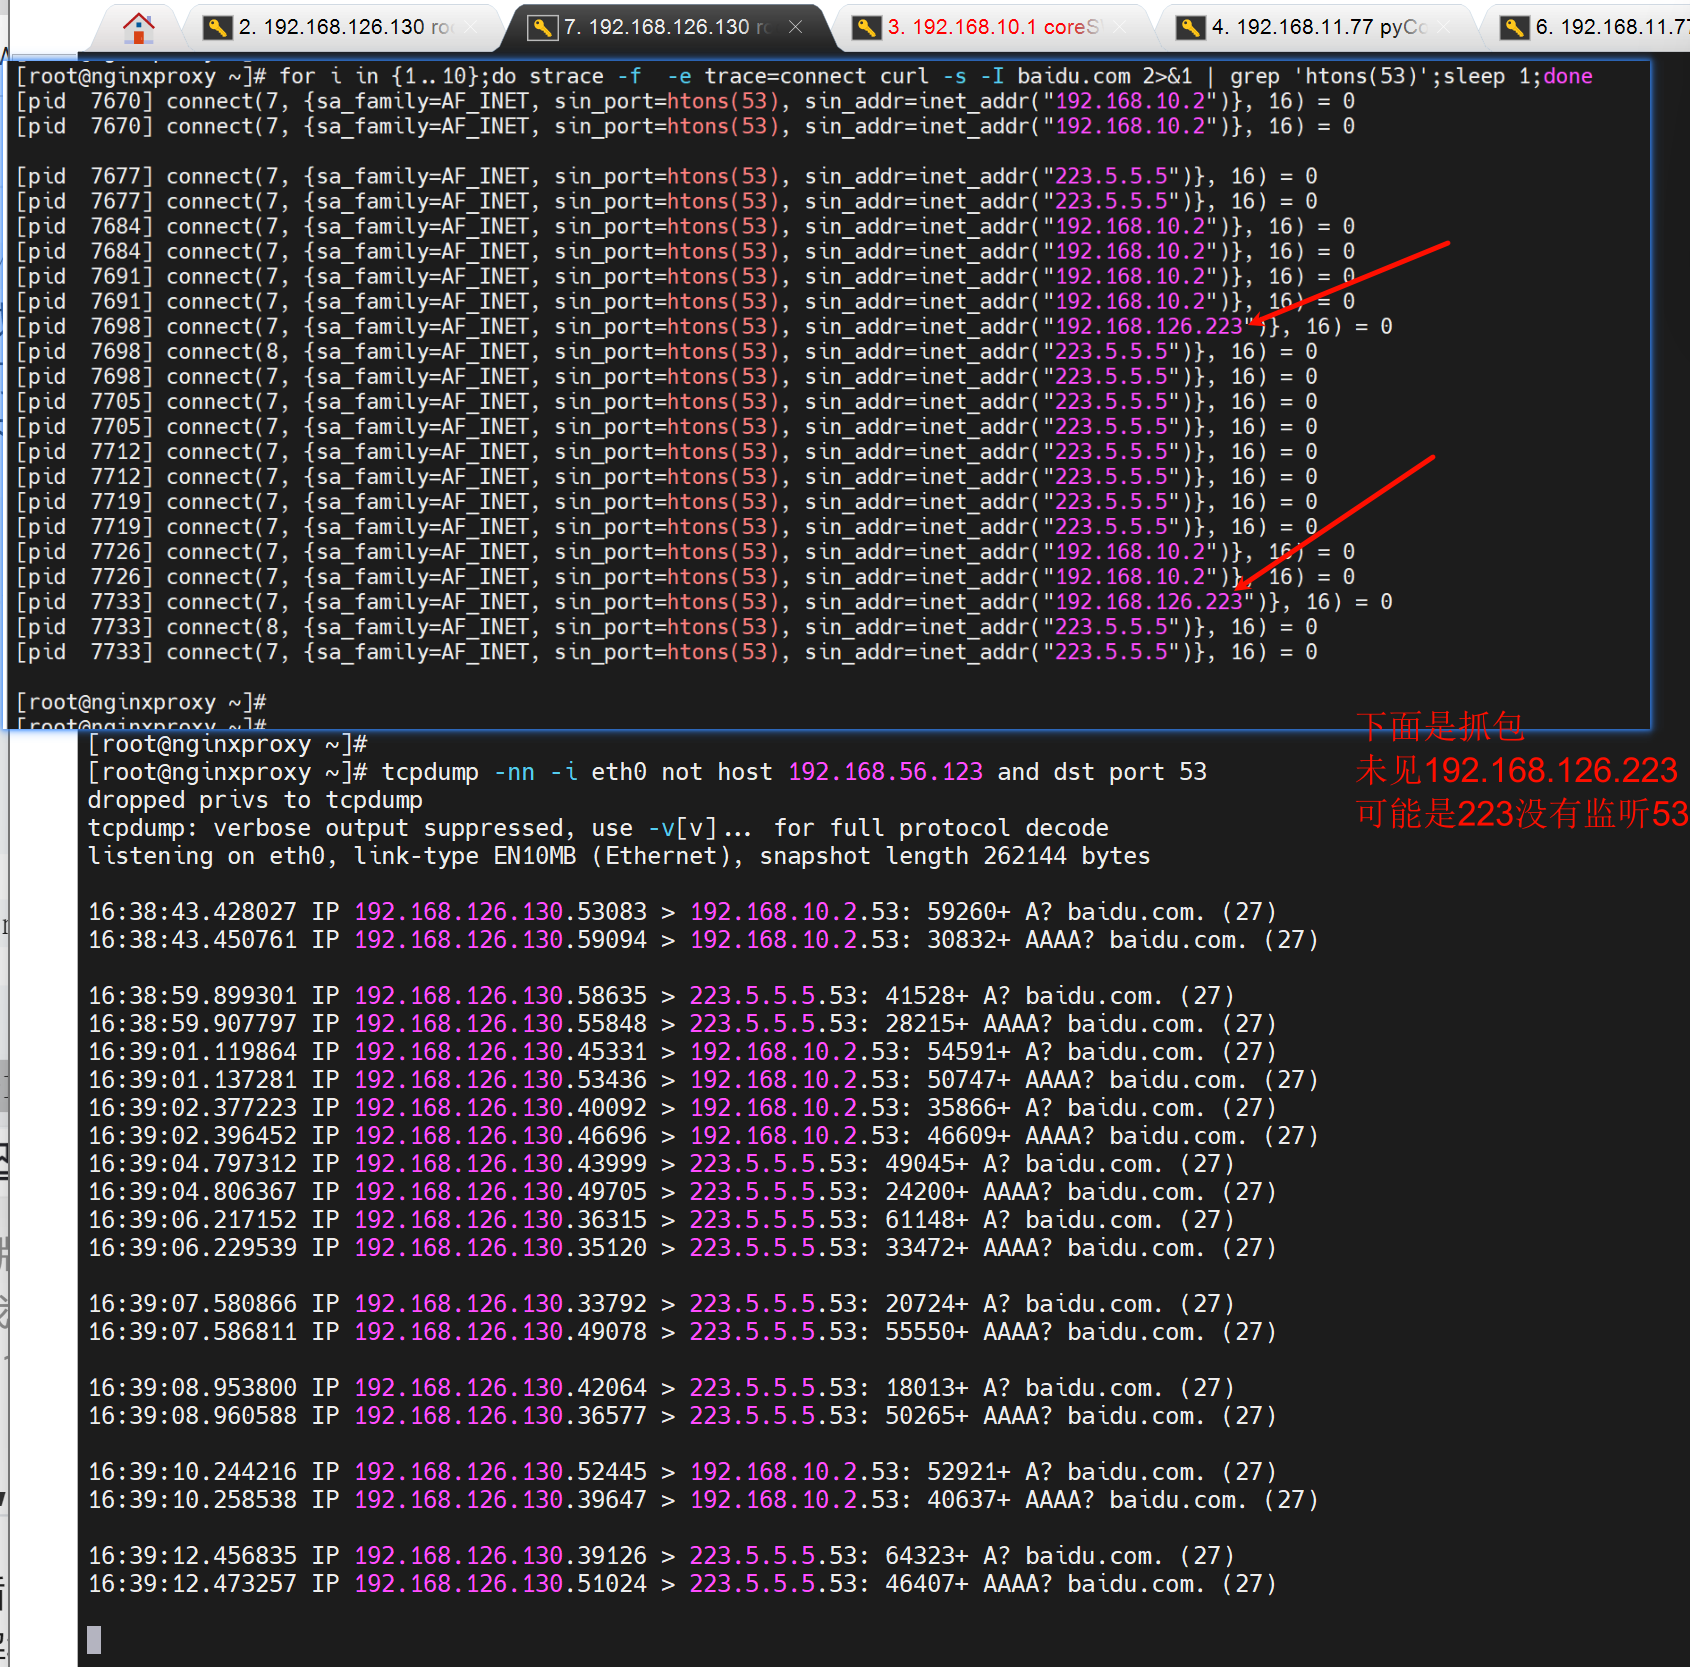 2. 192.168.126.130
7. 192.168.126.130
3. 192.168.10.1 coreS
4. 192.168.11.77 pyCo
6. 192.168.11.77
[root@nginxproxy ~]# for i in {1..10};do strace -f  -e trace=connect curl -s -I baidu.com 2>&1 | grep 'htons(53)';sleep 1;done
[pid  7670] connect(7, {sa_family=AF_INET, sin_port=htons(53), sin_addr=inet_addr("192.168.10.2")}, 16) = 0
[pid  7670] connect(7, {sa_family=AF_INET, sin_port=htons(53), sin_addr=inet_addr("192.168.10.2")}, 16) = 0
[pid  7677] connect(7, {sa_family=AF_INET, sin_port=htons(53), sin_addr=inet_addr("223.5.5.5")}, 16) = 0
[pid  7677] connect(7, {sa_family=AF_INET, sin_port=htons(53), sin_addr=inet_addr("223.5.5.5")}, 16) = 0
[pid  7684] connect(7, {sa_family=AF_INET, sin_port=htons(53), sin_addr=inet_addr("192.168.10.2")}, 16) = 0
[pid  7684] connect(7, {sa_family=AF_INET, sin_port=htons(53), sin_addr=inet_addr("192.168.10.2")}, 16) = 0
[pid  7691] connect(7, {sa_family=AF_INET, sin_port=htons(53), sin_addr=inet_addr("192.168.10.2")}, 16) = 0
[pid  7691] connect(7, {sa_family=AF_INET, sin_port=htons(53), sin_addr=inet_addr("192.168.10.2")}, 16) = 0
[pid  7698] connect(7, {sa_family=AF_INET, sin_port=htons(53), sin_addr=inet_addr("192.168.126.223")}, 16) = 0
[pid  7698] connect(8, {sa_family=AF_INET, sin_port=htons(53), sin_addr=inet_addr("223.5.5.5")}, 16) = 0
[pid  7698] connect(7, {sa_family=AF_INET, sin_port=htons(53), sin_addr=inet_addr("223.5.5.5")}, 16) = 0
[pid  7705] connect(7, {sa_family=AF_INET, sin_port=htons(53), sin_addr=inet_addr("223.5.5.5")}, 16) = 0
[pid  7705] connect(7, {sa_family=AF_INET, sin_port=htons(53), sin_addr=inet_addr("223.5.5.5")}, 16) = 0
[pid  7712] connect(7, {sa_family=AF_INET, sin_port=htons(53), sin_addr=inet_addr("223.5.5.5")}, 16) = 0
[pid  7712] connect(7, {sa_family=AF_INET, sin_port=htons(53), sin_addr=inet_addr("223.5.5.5")}, 16) = 0
[pid  7719] connect(7, {sa_family=AF_INET, sin_port=htons(53), sin_addr=inet_addr("223.5.5.5")}, 16) = 0
[pid  7719] connect(7, {sa_family=AF_INET, sin_port=htons(53), sin_addr=inet_addr("223.5.5.5")}, 16) = 0
[pid  7726] connect(7, {sa_family=AF_INET, sin_port=htons(53), sin_addr=inet_addr("192.168.10.2")}, 16) = 0
[pid  7726] connect(7, {sa_family=AF_INET, sin_port=htons(53), sin_addr=inet_addr("192.168.10.2")}, 16) = 0
[pid  7733] connect(7, {sa_family=AF_INET, sin_port=htons(53), sin_addr=inet_addr("192.168.126.223")}, 16) = 0
[pid  7733] connect(8, {sa_family=AF_INET, sin_port=htons(53), sin_addr=inet_addr("223.5.5.5")}, 16) = 0
[pid  7733] connect(7, {sa_family=AF_INET, sin_port=htons(53), sin_addr=inet_addr("223.5.5.5")}, 16) = 0
[root@nginxproxy ~]#
[root@nginxproxy ~]#
下面是抓包
未见192.168.126.223
可能是223没有监听53
[root@nginxproxy ~]#
[root@nginxproxy ~]# tcpdump -nn -i eth0 not host 192.168.56.123 and dst port 53
dropped privs to tcpdump
tcpdump: verbose output suppressed, use -v[v]... for full protocol decode
listening on eth0, link-type EN10MB (Ethernet), snapshot length 262144 bytes
16:38:43.428027 IP 192.168.126.130.53083 > 192.168.10.2.53: 59260+ A? baidu.com. (27)
16:38:43.450761 IP 192.168.126.130.59094 > 192.168.10.2.53: 30832+ AAAA? baidu.com. (27)
16:38:59.899301 IP 192.168.126.130.58635 > 223.5.5.5.53: 41528+ A? baidu.com. (27)
16:38:59.907797 IP 192.168.126.130.55848 > 223.5.5.5.53: 28215+ AAAA? baidu.com. (27)
16:39:01.119864 IP 192.168.126.130.45331 > 192.168.10.2.53: 54591+ A? baidu.com. (27)
16:39:01.137281 IP 192.168.126.130.53436 > 192.168.10.2.53: 50747+ AAAA? baidu.com. (27)
16:39:02.377223 IP 192.168.126.130.40092 > 192.168.10.2.53: 35866+ A? baidu.com. (27)
16:39:02.396452 IP 192.168.126.130.46696 > 192.168.10.2.53: 46609+ AAAA? baidu.com. (27)
16:39:04.797312 IP 192.168.126.130.43999 > 223.5.5.5.53: 49045+ A? baidu.com. (27)
16:39:04.806367 IP 192.168.126.130.49705 > 223.5.5.5.53: 24200+ AAAA? baidu.com. (27)
16:39:06.217152 IP 192.168.126.130.36315 > 223.5.5.5.53: 61148+ A? baidu.com. (27)
16:39:06.229539 IP 192.168.126.130.35120 > 223.5.5.5.53: 33472+ AAAA? baidu.com. (27)
16:39:07.580866 IP 192.168.126.130.33792 > 223.5.5.5.53: 20724+ A? baidu.com. (27)
16:39:07.586811 IP 192.168.126.130.49078 > 223.5.5.5.53: 55550+ AAAA? baidu.com. (27)
16:39:08.953800 IP 192.168.126.130.42064 > 223.5.5.5.53: 18013+ A? baidu.com. (27)
16:39:08.960588 IP 192.168.126.130.36577 > 223.5.5.5.53: 50265+ AAAA? baidu.com. (27)
16:39:10.244216 IP 192.168.126.130.52445 > 192.168.10.2.53: 52921+ A? baidu.com. (27)
16:39:10.258538 IP 192.168.126.130.39647 > 192.168.10.2.53: 40637+ AAAA? baidu.com. (27)
16:39:12.456835 IP 192.168.126.130.39126 > 223.5.5.5.53: 64323+ A? baidu.com. (27)
16:39:12.473257 IP 192.168.126.130.51024 > 223.5.5.5.53: 46407+ AAAA? baidu.com. (27)